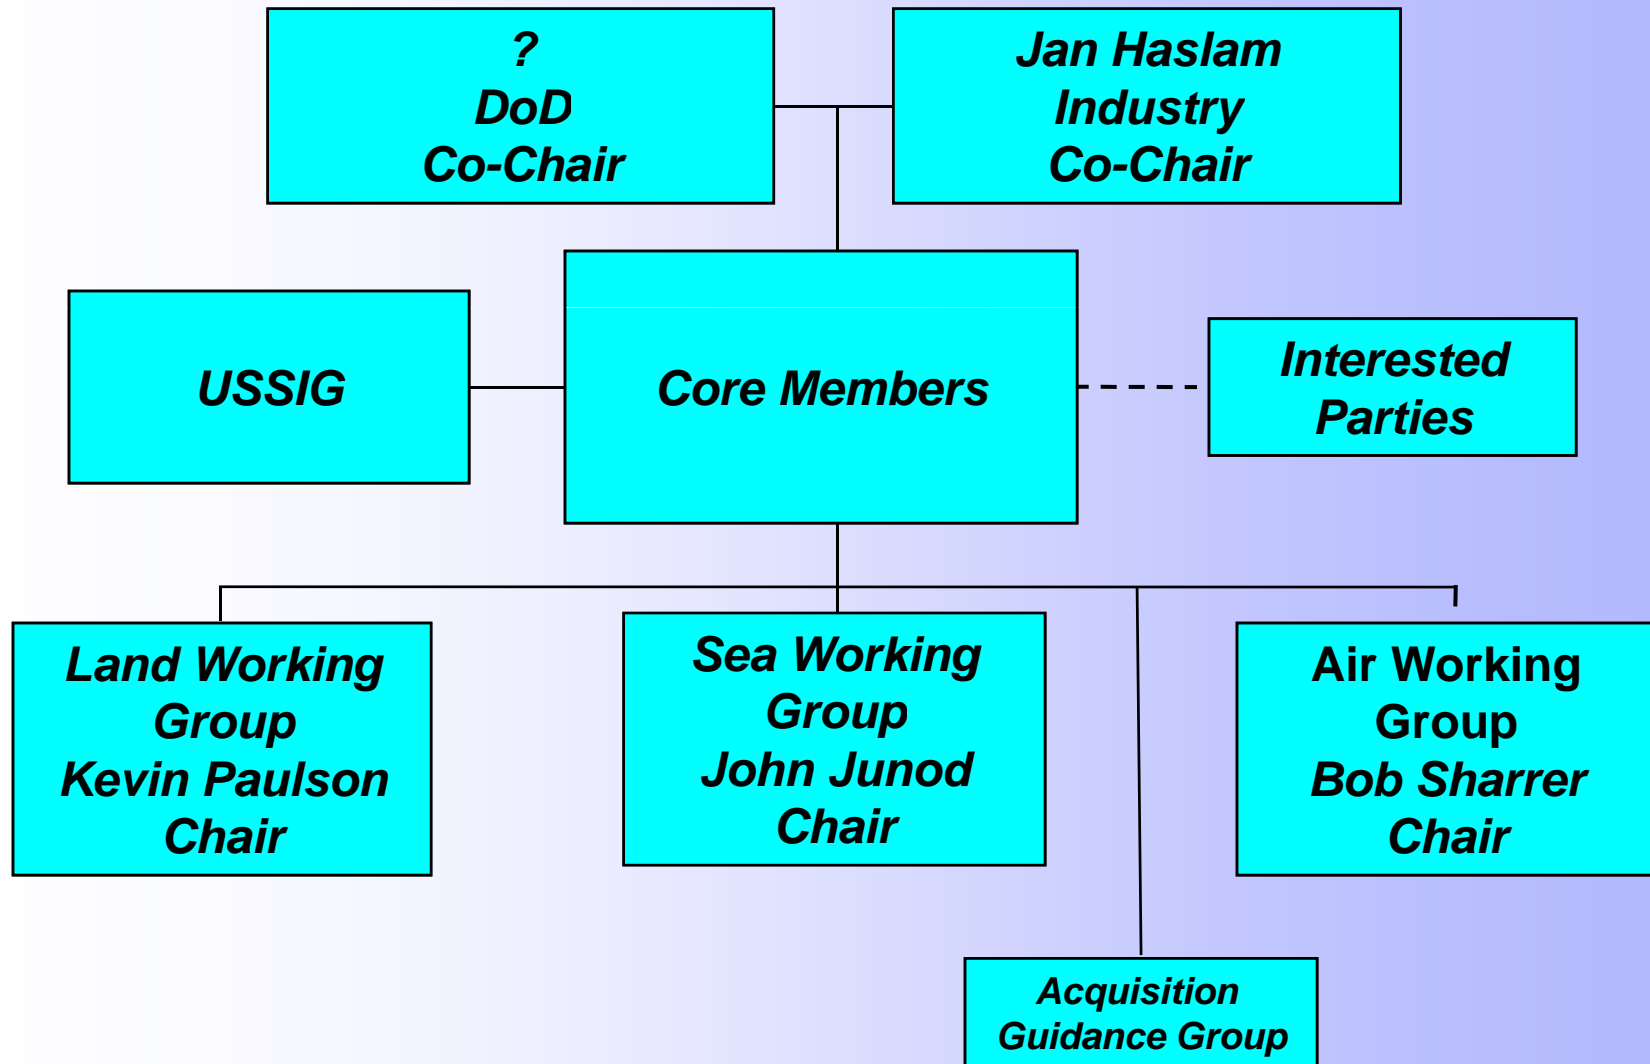 ?
DoD
Co-Chair
Jan Haslam
Industry
Co-Chair
USSIG
Core Members
Interested
Parties
Land Working
Group
Kevin Paulson
Chair
Sea Working
Group
John Junod
Chair
Air Working
Group
Bob Sharrer
Chair
Acquisition
Guidance Group